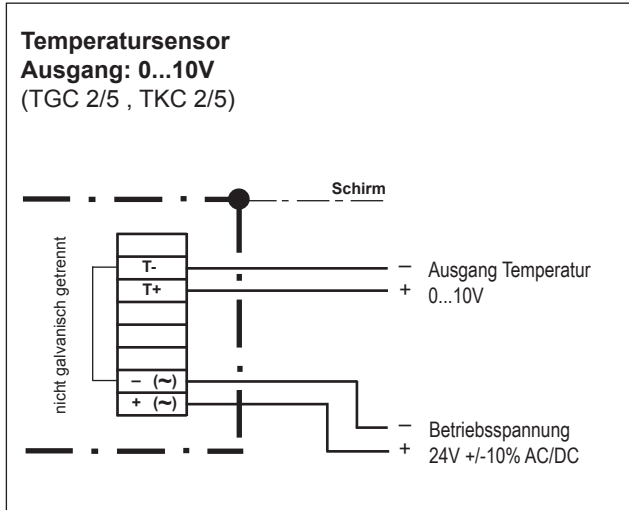 Temperatursensor
Ausgang: 0...10V
(TGC 2/5 , TKC 2/5)
Schirm
nicht galvanisch getrennt
T-
T+
– (~)
+ (~)
– Ausgang Temperatur
+ 0...10V
– Betriebsspannung
+ 24V +/-10% AC/DC